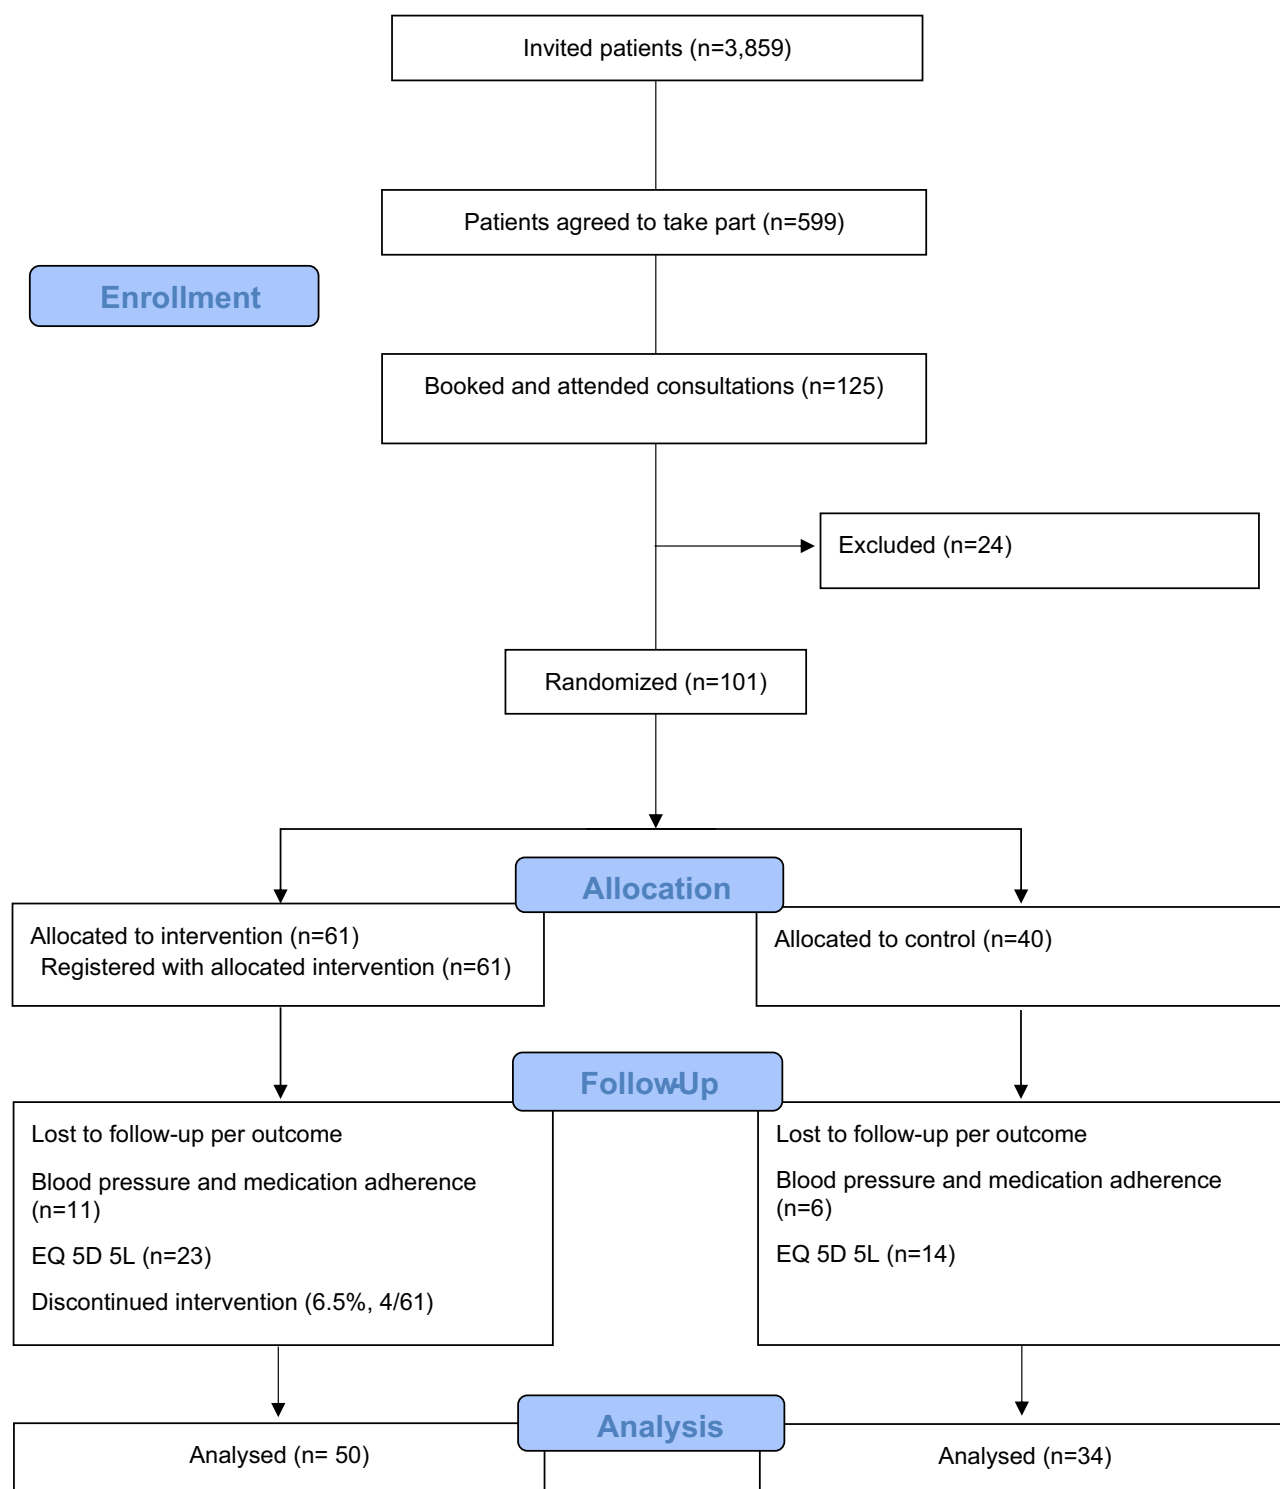 Invited patients (n=3,859)
Patients agreed to take part (n=599)
Enrollment
Booked and attended consultations (n=125)
Excluded (n=24)
Randomized (n=101)
Allocation
Allocated to intervention (n=61)
Registered with allocated intervention (n=61)
Allocated to control (n=40)
Follow-Up
Lost to follow-up per outcome
Blood pressure and medication adherence
(n=11)
EQ 5D 5L (n=23)
Discontinued intervention (6.5%, 4/61)
Lost to follow-up per outcome
Blood pressure and medication adherence
(n=6)
EQ 5D 5L (n=14)
Analysis
Analysed (n= 50)
Analysed (n=34)